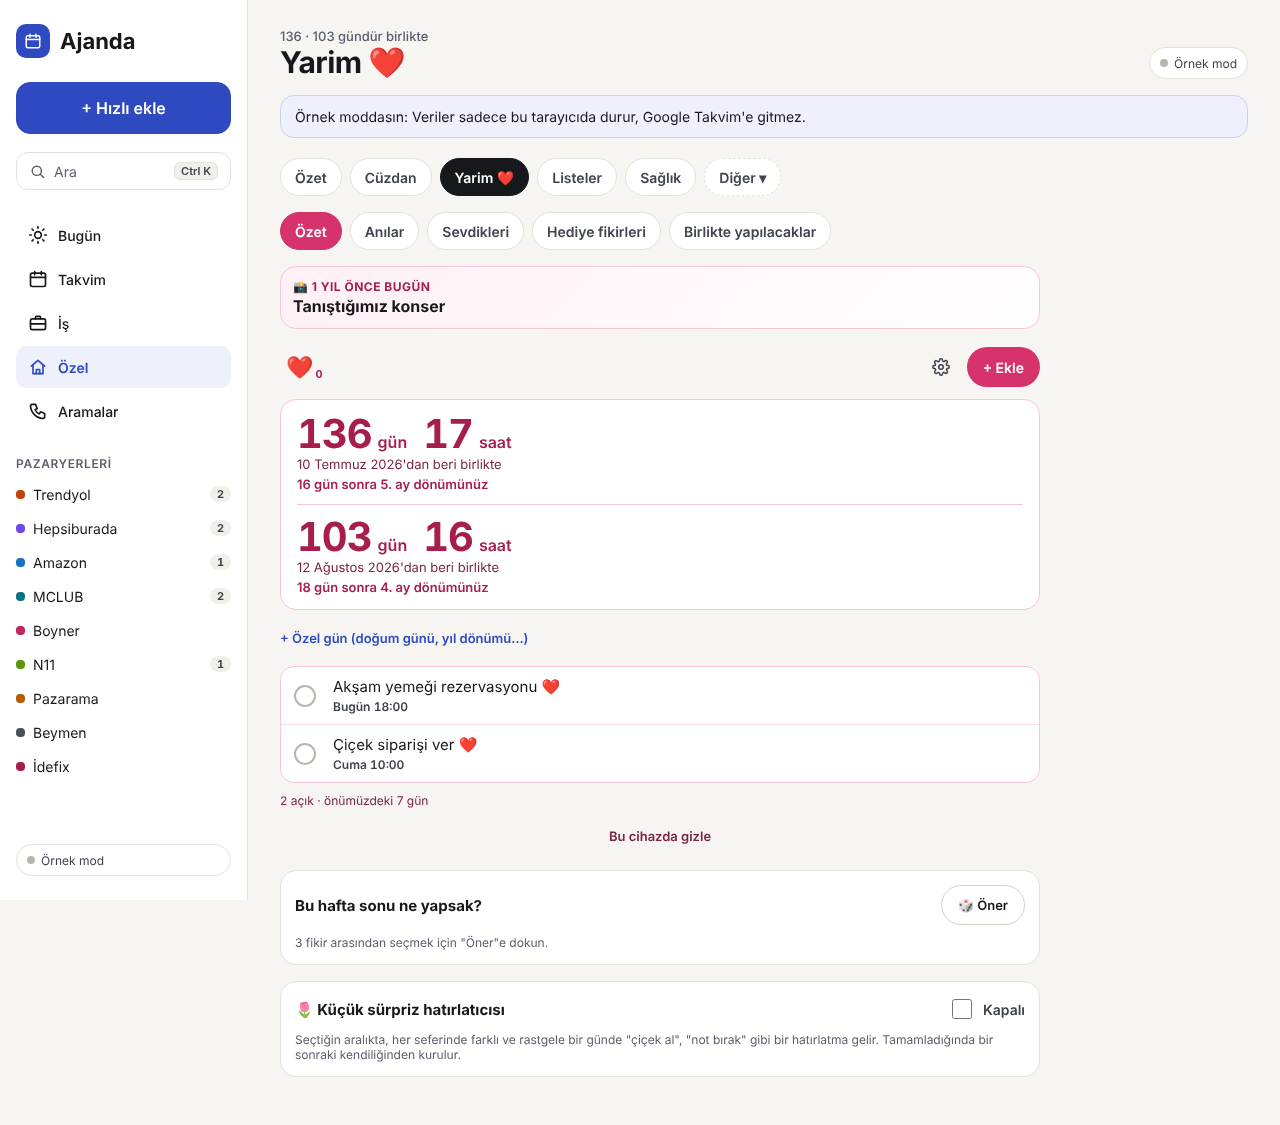 Ajanda
+ Hızlı ekle
Ara
Ctrl K
Bugün
Takvim
İş
Özel
Aramalar
PAZARYERLERİ
Trendyol 2
Hepsiburada 2
Amazon 1
MCLUB 2
Boyner
N11 1
Pazarama
Beymen
İdefix
Örnek mod
136 · 103 gündür birlikte
Yarim ❤️
Örnek mod
Örnek moddasın: Veriler sadece bu tarayıcıda durur, Google Takvim'e gitmez.
Özet Cüzdan Yarim ❤️ Listeler Sağlık Diğer ▾
Özet Anılar Sevdikleri Hediye fikirleri Birlikte yapılacaklar
📸 1 YIL ÖNCE BUGÜN
Tanıştığımız konser
❤️ 0
+ Ekle
136 gün 17 saat
10 Temmuz 2026'dan beri birlikte
16 gün sonra 5. ay dönümünüz
103 gün 16 saat
12 Ağustos 2026'dan beri birlikte
18 gün sonra 4. ay dönümünüz
+ Özel gün (doğum günü, yıl dönümü…)
Akşam yemeği rezervasyonu ❤️
Bugün 18:00
Çiçek siparişi ver ❤️
Cuma 10:00
2 açık · önümüzdeki 7 gün
Bu cihazda gizle
Bu hafta sonu ne yapsak?
🎲 Öner
3 fikir arasından seçmek için "Öner"e dokun.
🌷 Küçük sürpriz hatırlatıcısı
Kapalı
Seçtiğin aralıkta, her seferinde farklı ve rastgele bir günde "çiçek al", "not bırak" gibi bir hatırlatma gelir. Tamamladığında bir
sonraki kendiliğinden kurulur.